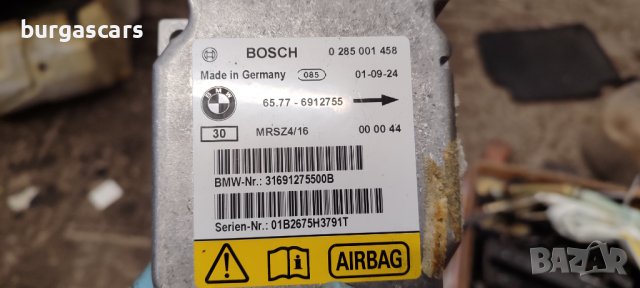 burgascars
BOSCH 0 285 001 458
Made in Germany 085 01-09-24
BMW
65.77 - 6912755
30 MRSZ4/16 00 00 44
BMW-Nr.: 31691275500B
Serien-Nr.: 01B2675H3791T
AIRBAG
BAZAR